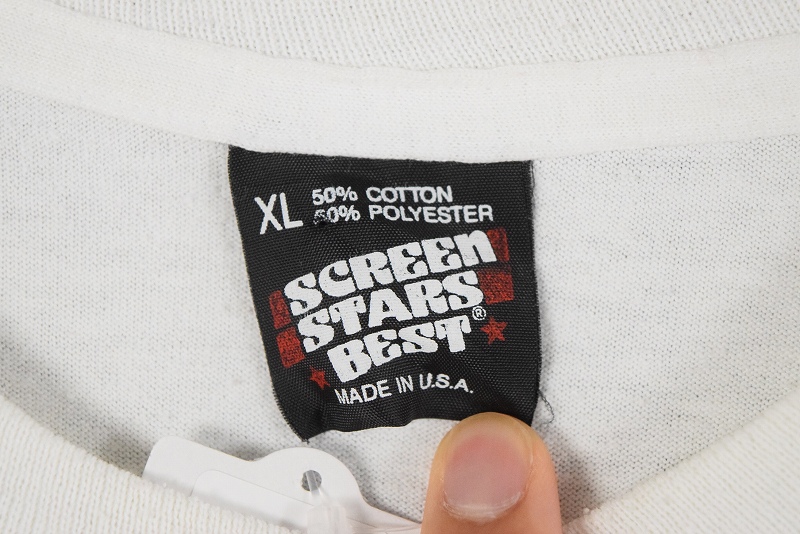 XL 50% COTTON
50% POLYESTER
SCREEN
STARS
BEST®
MADE IN U.S.A.